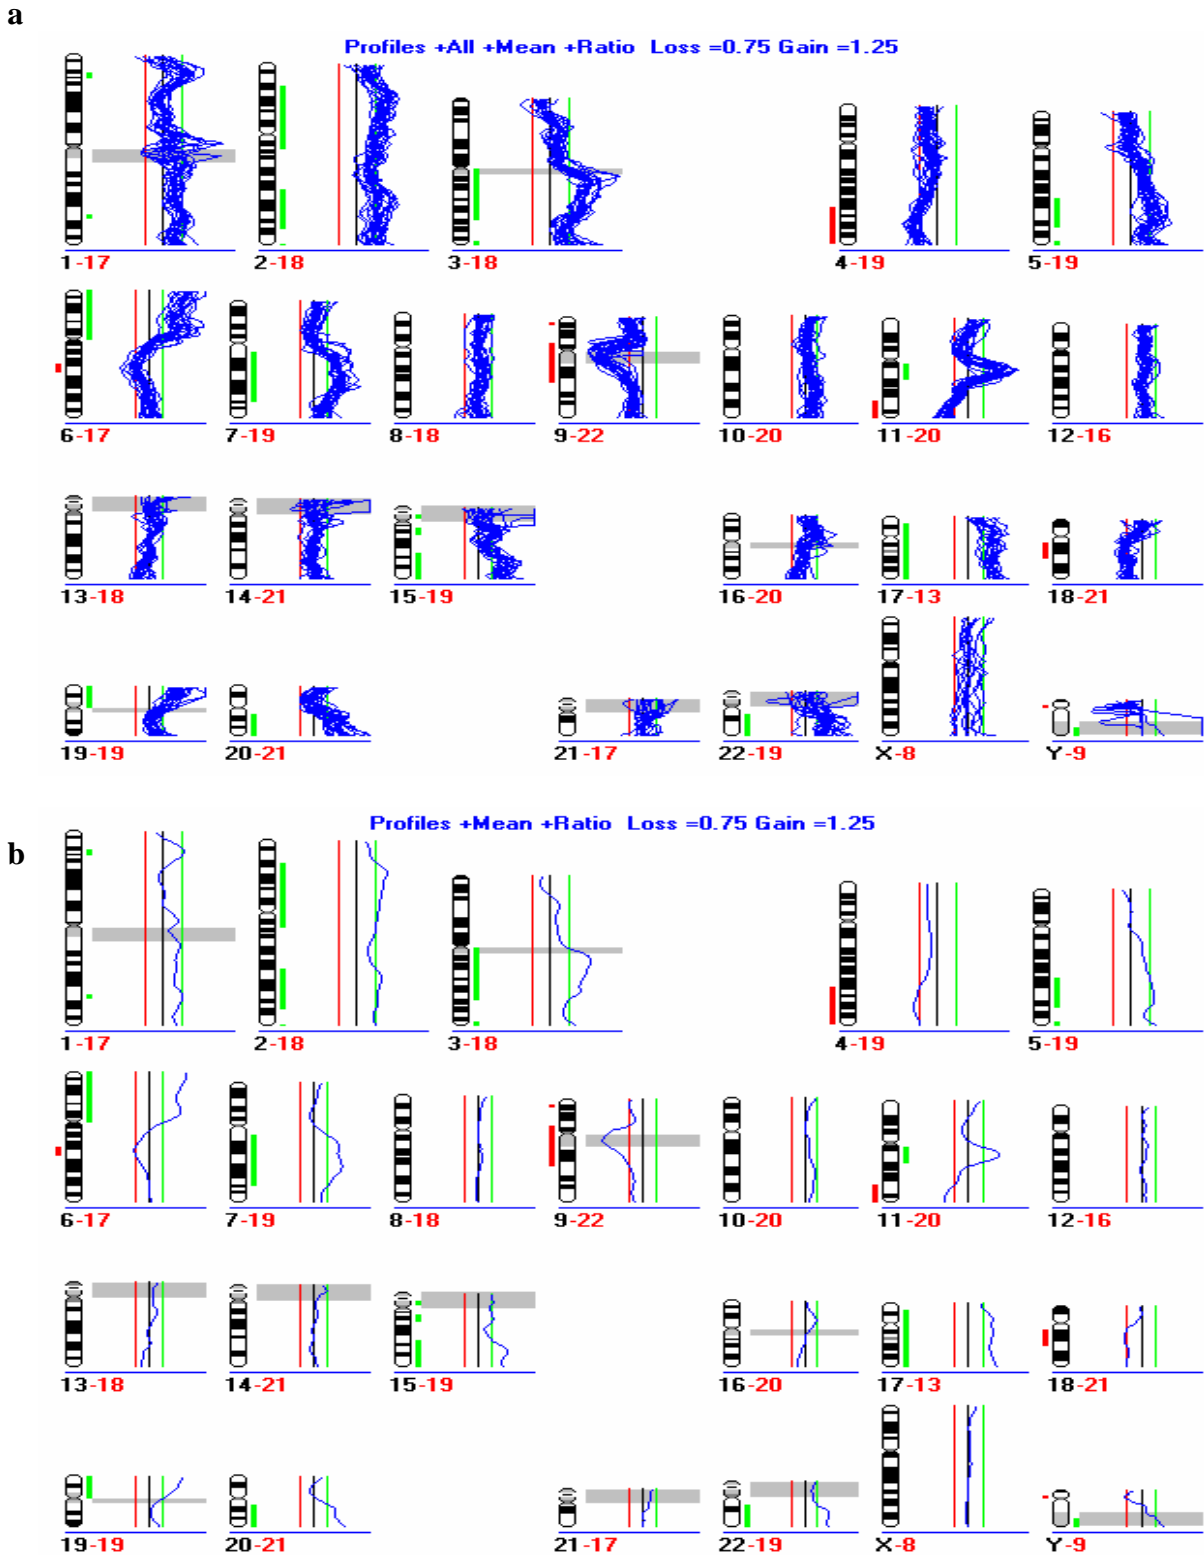 a
Profiles +All +Mean +Ratio Loss =0.75 Gain =1.25
1-17 2-18 3-18 4-19 5-19
6-17 7-19 8-18 9-22 10-20 11-20 12-16
13-18 14-21 15-19 16-20 17-13 18-21
19-19 20-21 21-17 22-19 X-8 Y-9
b
Profiles +Mean +Ratio Loss =0.75 Gain =1.25
1-17 2-18 3-18 4-19 5-19
6-17 7-19 8-18 9-22 10-20 11-20 12-16
13-18 14-21 15-19 16-20 17-13 18-21
19-19 20-21 21-17 22-19 X-8 Y-9